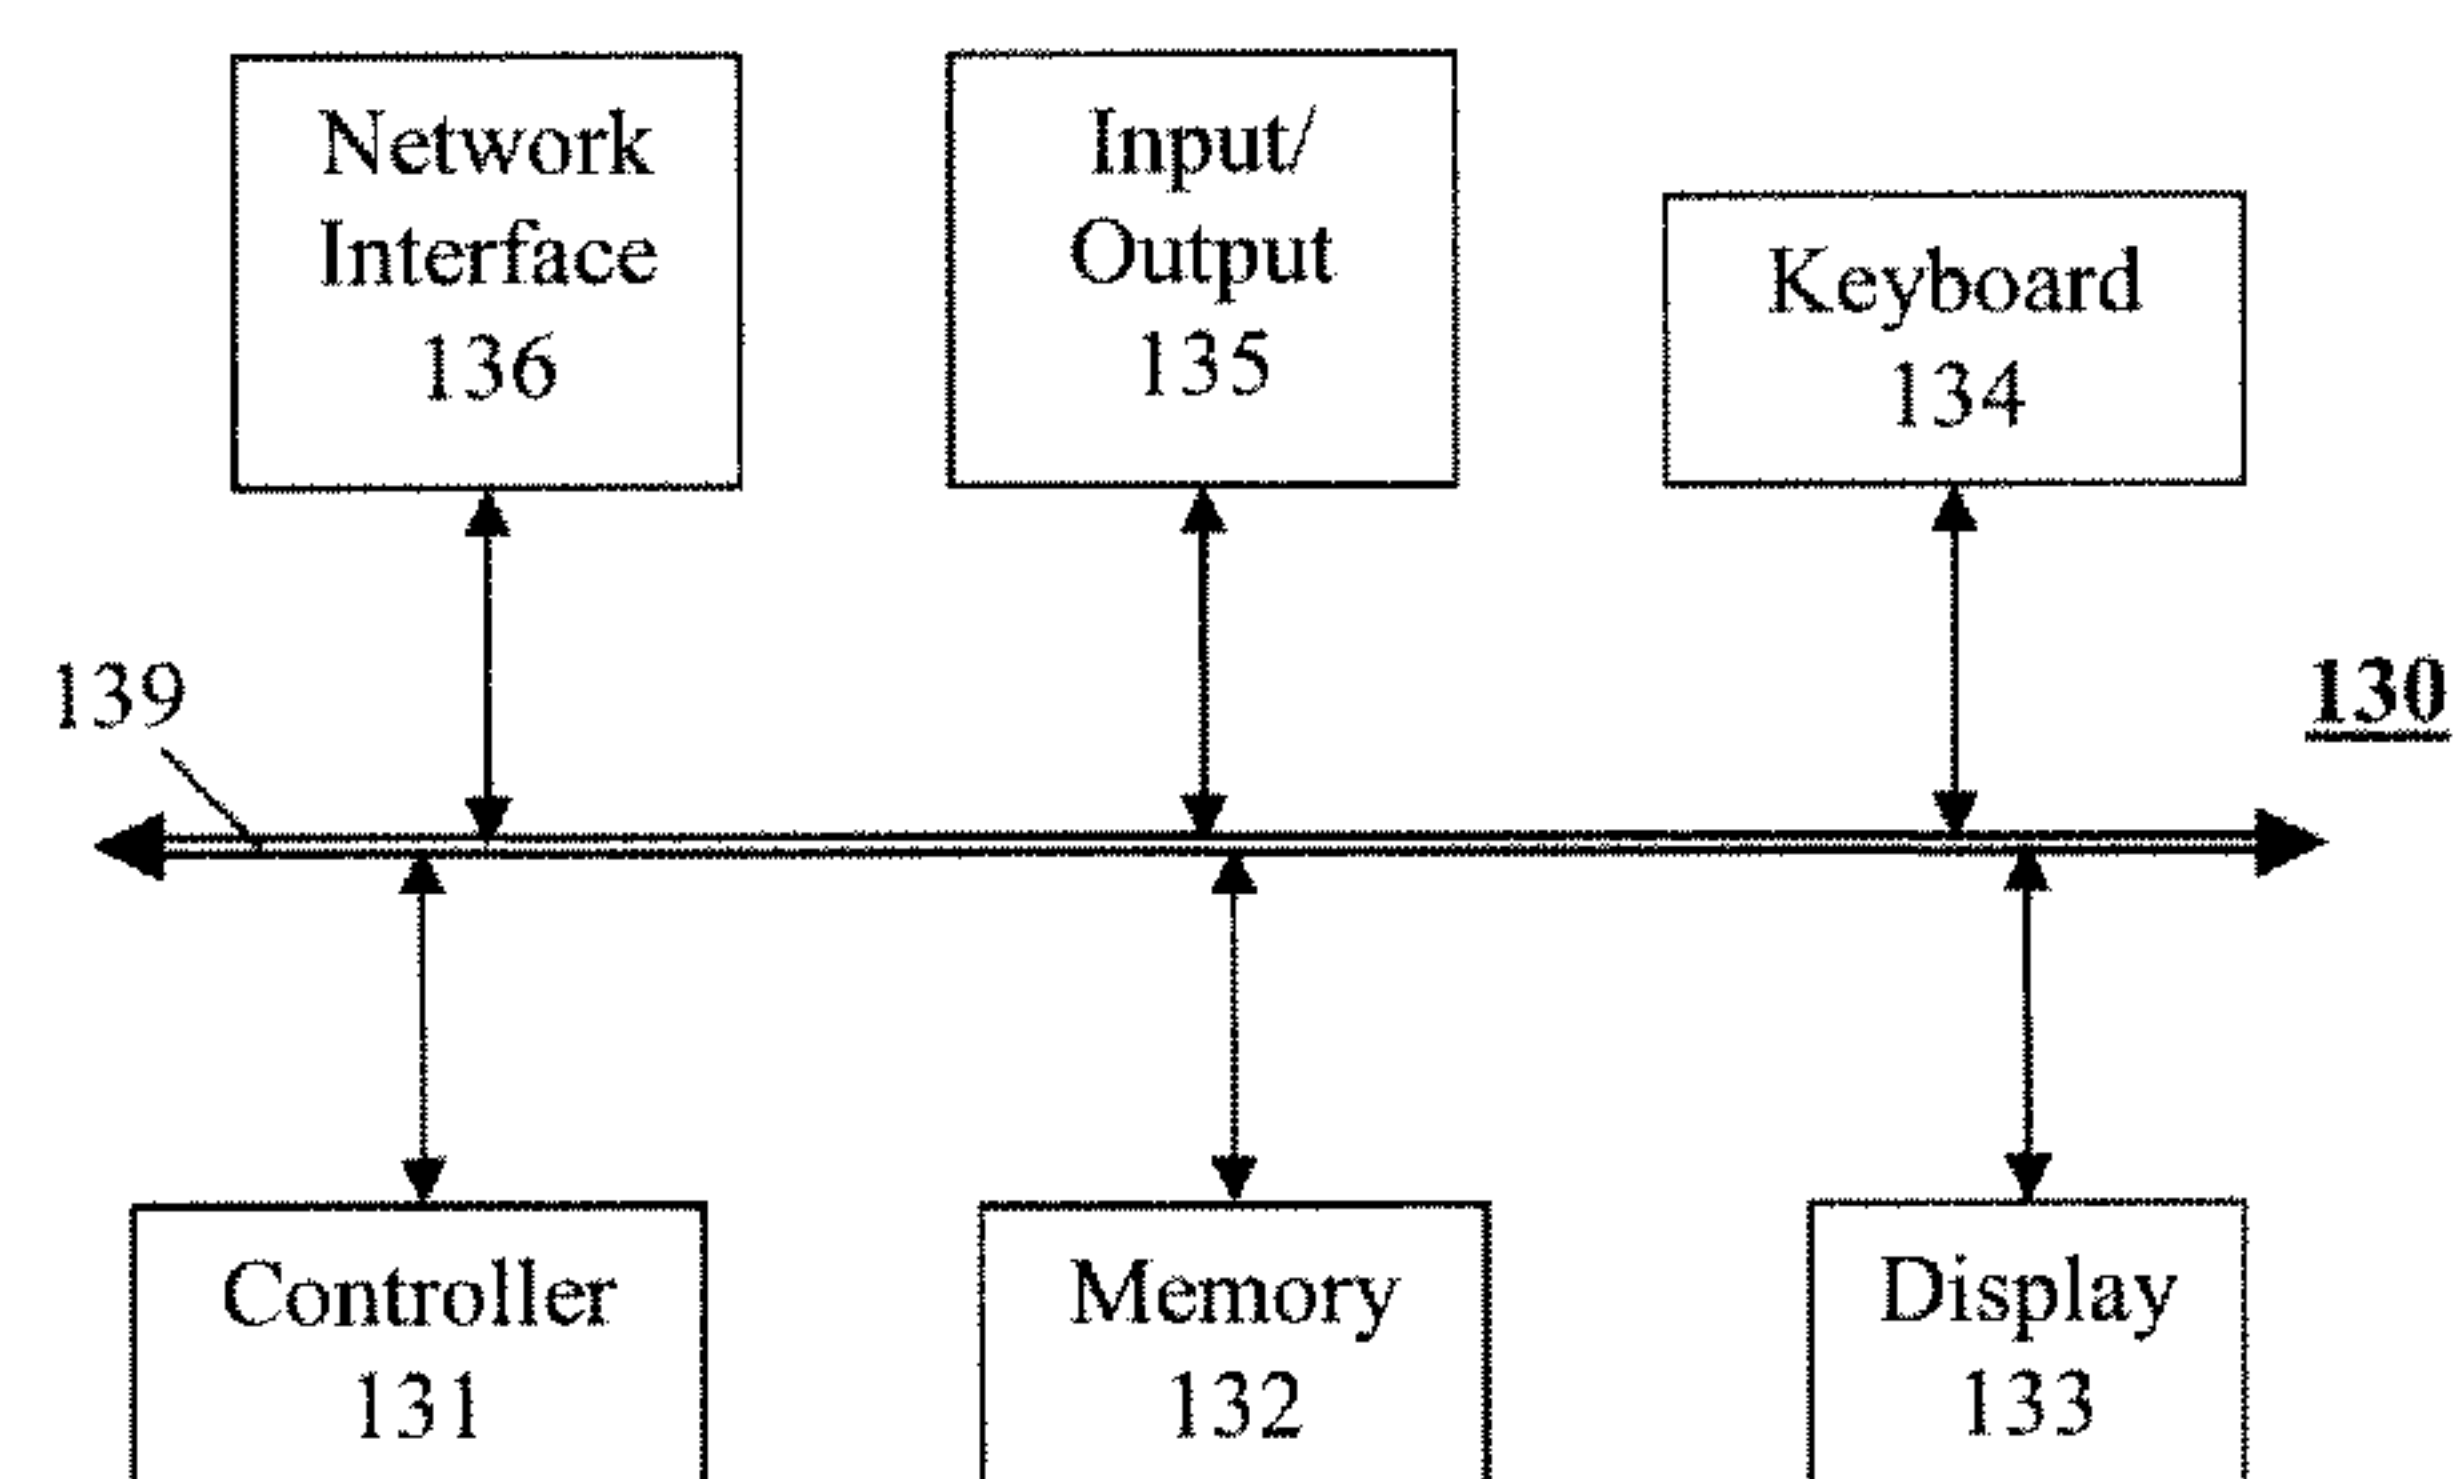 Network
Interface
136
Input/
Output
135
Keyboard
134
139
130
Controller
131
Memory
132
Display
133